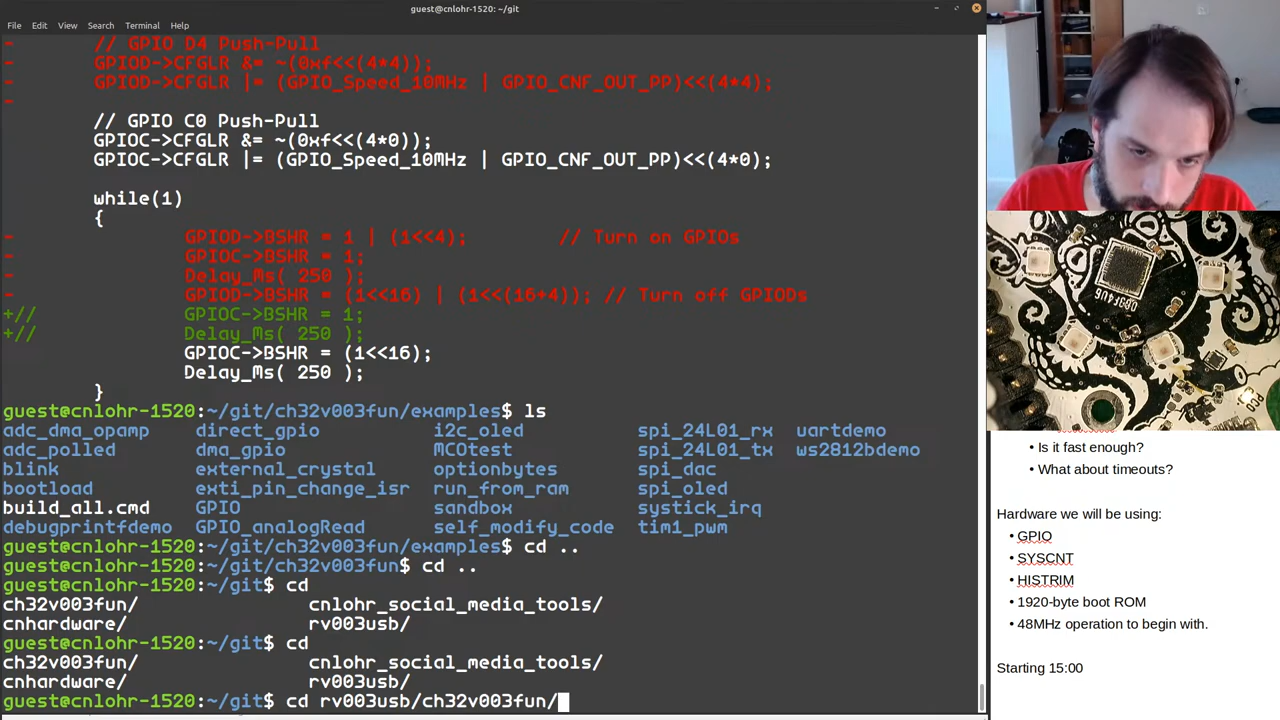 guest@cnlohr-1520: ~/git
File Edit View Search Terminal Help
- // GPIO D4 Push-Pull
- GPIOD->CFGLR &= ~(0xf<<(4*4));
- GPIOD->CFGLR |= (GPIO_Speed_10MHz | GPIO_CNF_OUT_PP)<<(4*4);
-
// GPIO C0 Push-Pull
GPIOC->CFGLR &= ~(0xf<<(4*0));
GPIOC->CFGLR |= (GPIO_Speed_10MHz | GPIO_CNF_OUT_PP)<<(4*0);
while(1)
{
- GPIOD->BSHR = 1 | (1<<4); // Turn on GPIOs
- GPIOC->BSHR = 1;
- Delay_Ms( 250 );
- GPIOD->BSHR = (1<<16) | (1<<(16+4)); // Turn off GPIODs
+// GPIOC->BSHR = 1;
+// Delay_Ms( 250 );
GPIOC->BSHR = (1<<16);
Delay_Ms( 250 );
}
guest@cnlohr-1520:~/git/ch32v003fun/examples$ ls
adc_dma_opamp direct_gpio i2c_oled spi_24L01_rx uartdemo
adc_polled dma_gpio MCOtest spi_24L01_tx ws2812bdemo
blink external_crystal optionbytes spi_dac
bootload exti_pin_change_isr run_from_ram spi_oled
build_all.cmd GPIO sandbox systick_irq
debugprintfdemo GPIO_analogRead self_modify_code tim1_pwm
guest@cnlohr-1520:~/git/ch32v003fun/examples$ cd ..
guest@cnlohr-1520:~/git/ch32v003fun$ cd ..
guest@cnlohr-1520:~/git$ cd
ch32v003fun/ cnlohr_social_media_tools/
cnhardware/ rv003usb/
guest@cnlohr-1520:~/git$ cd
ch32v003fun/ cnlohr_social_media_tools/
cnhardware/ rv003usb/
guest@cnlohr-1520:~/git$ cd rv003usb/ch32v003fun/
• Is it fast enough?
• What about timeouts?
Hardware we will be using:
• GPIO
• SYSCNT
• HISTRIM
• 1920-byte boot ROM
• 48MHz operation to begin with.
Starting 15:00